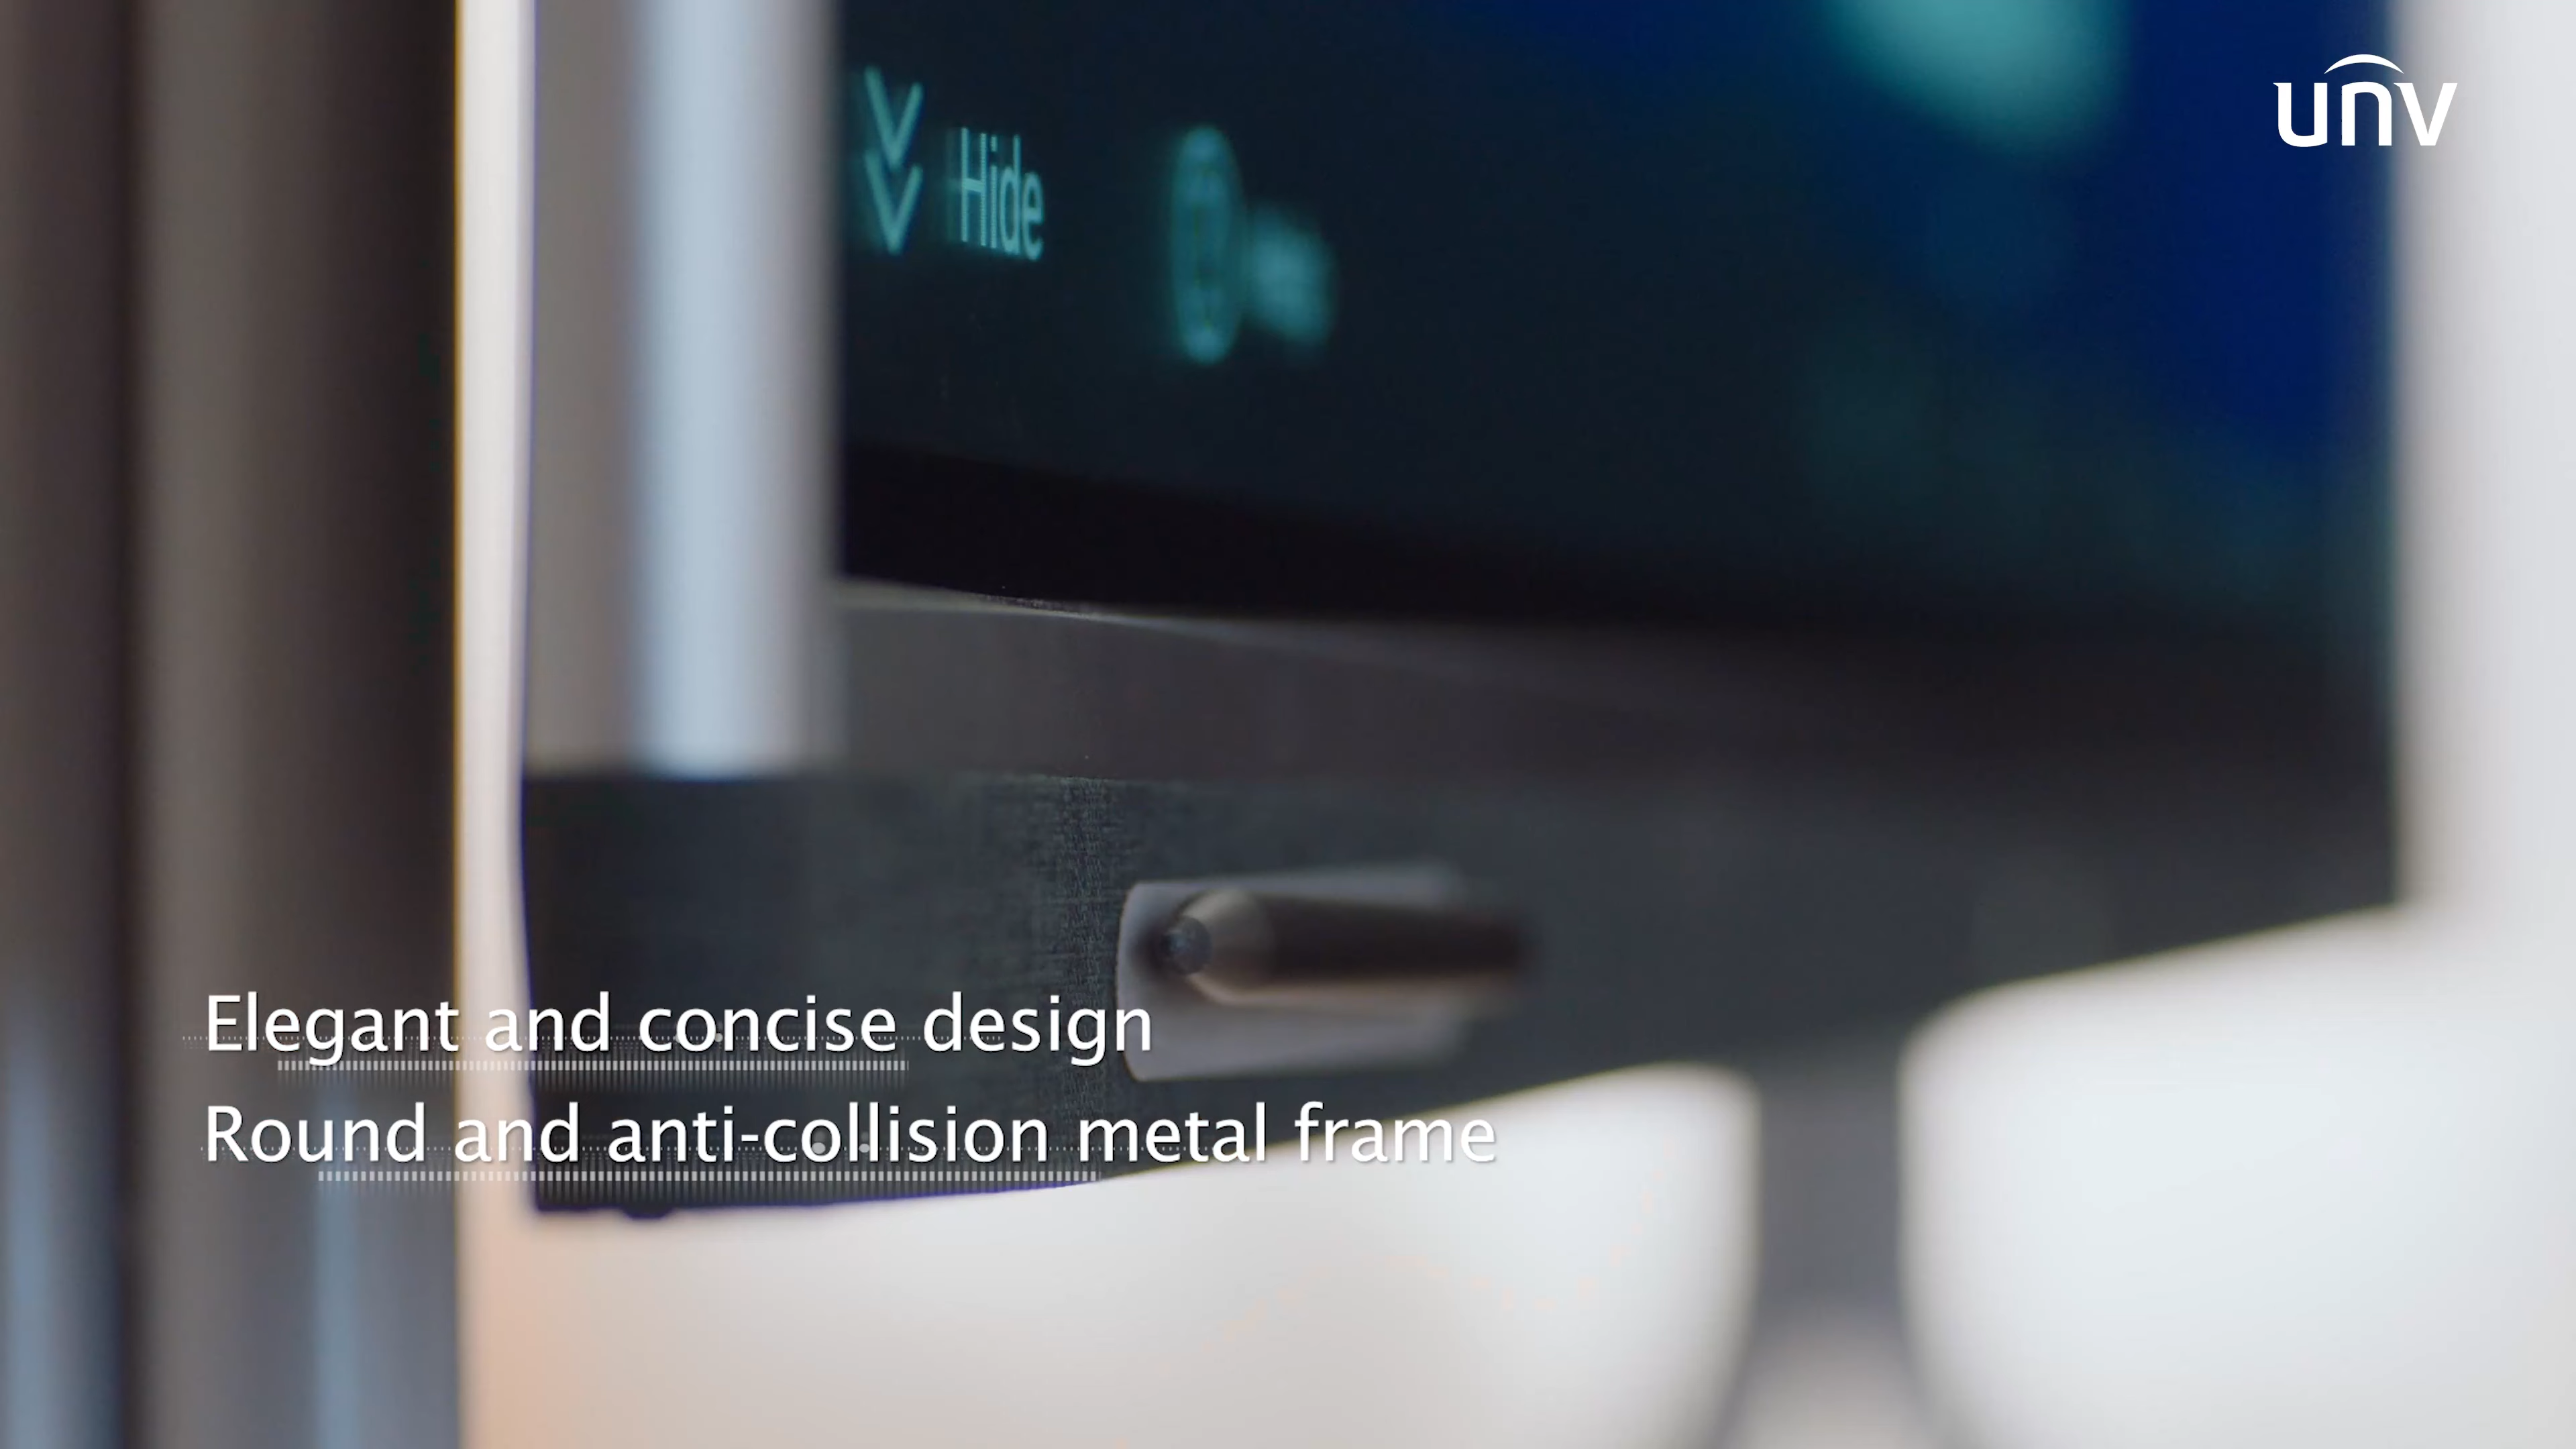 unv
Hide
Elegant and concise design
Round and anti-collision metal frame